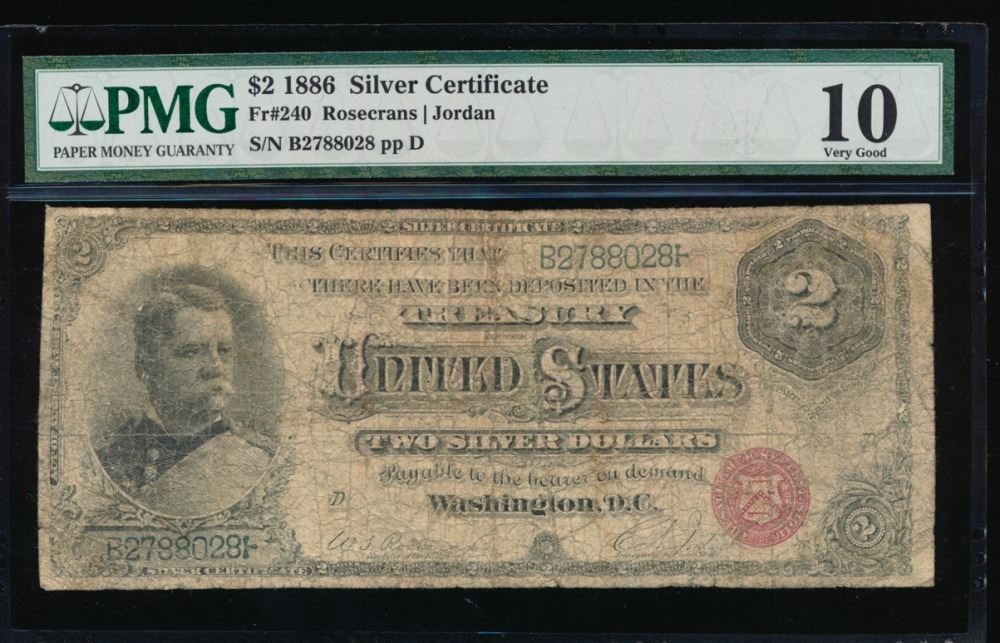 PMG
PAPER MONEY GUARANTY
$2 1886 Silver Certificate
Fr#240 Rosecrans | Jordan
S/N B2788028 pp D
10
Very Good
SILVER CERTIFICATE
2
THIS CERTIFIES THAT
B2788028
THERE HAVE BEEN DEPOSITED IN THE
TREASURY
2
UNITED STATES
TWO SILVER DOLLARS
Payable to the bearer on demand
D
Washington, D.C.
B2788028
W S Rosecrans
2
SILVER CERTIFICATE